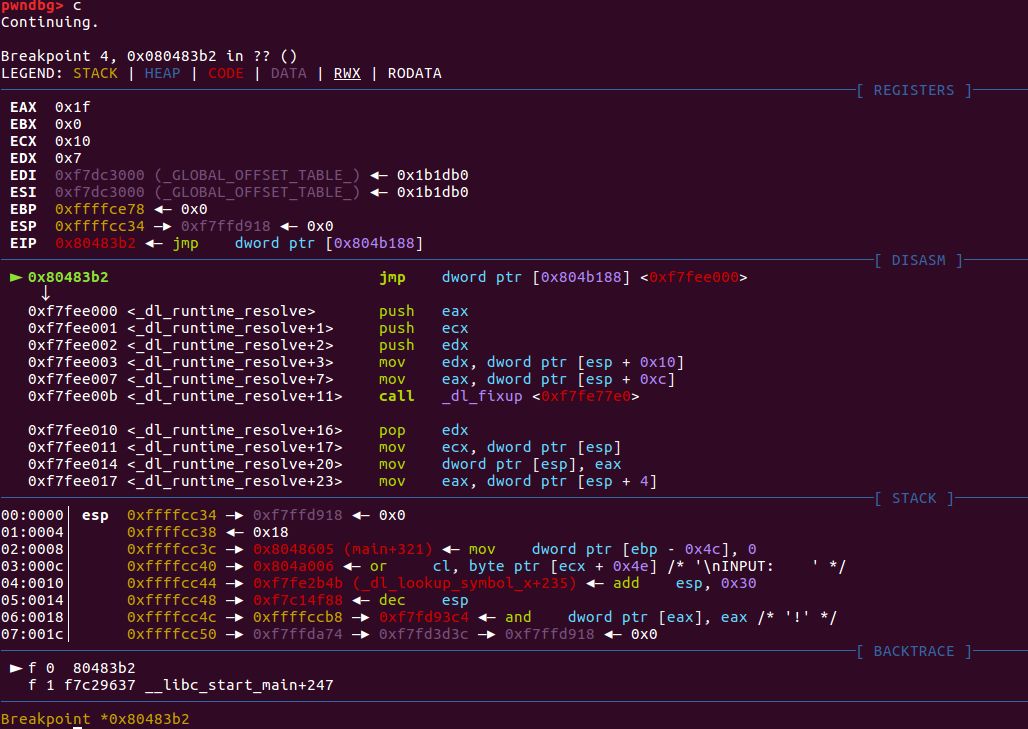 pwndbg> c
Continuing.
Breakpoint 4, 0x080483b2 in ?? ()
LEGEND: STACK | HEAP | CODE | DATA | RWX | RODATA
[ REGISTERS ]
EAX 0x1f
EBX 0x0
ECX 0x10
EDX 0x7
EDI 0xf7dc3000 (_GLOBAL_OFFSET_TABLE_) ◂— 0x1b1db0
ESI 0xf7dc3000 (_GLOBAL_OFFSET_TABLE_) ◂— 0x1b1db0
EBP 0xffffce78 ◂— 0x0
ESP 0xffffcc34 —▸ 0xf7ffd918 ◂— 0x0
EIP 0x80483b2 ◂— jmp dword ptr [0x804b188]
[ DISASM ]
► 0x80483b2 jmp dword ptr [0x804b188] <0xf7fee000>
↓
0xf7fee000 <_dl_runtime_resolve> push eax
0xf7fee001 <_dl_runtime_resolve+1> push ecx
0xf7fee002 <_dl_runtime_resolve+2> push edx
0xf7fee003 <_dl_runtime_resolve+3> mov edx, dword ptr [esp + 0x10]
0xf7fee007 <_dl_runtime_resolve+7> mov eax, dword ptr [esp + 0xc]
0xf7fee00b <_dl_runtime_resolve+11> call _dl_fixup <0xf7fe77e0>
0xf7fee010 <_dl_runtime_resolve+16> pop edx
0xf7fee011 <_dl_runtime_resolve+17> mov ecx, dword ptr [esp]
0xf7fee014 <_dl_runtime_resolve+20> mov dword ptr [esp], eax
0xf7fee017 <_dl_runtime_resolve+23> mov eax, dword ptr [esp + 4]
[ STACK ]
00:0000│ esp 0xffffcc34 —▸ 0xf7ffd918 ◂— 0x0
01:0004│ 0xffffcc38 ◂— 0x18
02:0008│ 0xffffcc3c —▸ 0x8048605 (main+321) ◂— mov dword ptr [ebp - 0x4c], 0
03:000c│ 0xffffcc40 —▸ 0x804a006 ◂— or cl, byte ptr [ecx + 0x4e] /* '\nINPUT: ' */
04:0010│ 0xffffcc44 —▸ 0xf7fe2b4b (_dl_lookup_symbol_x+235) ◂— add esp, 0x30
05:0014│ 0xffffcc48 —▸ 0xf7c14f88 ◂— dec esp
06:0018│ 0xffffcc4c —▸ 0xffffccb8 —▸ 0xf7fd93c4 ◂— and dword ptr [eax], eax /* '!' */
07:001c│ 0xffffcc50 —▸ 0xf7ffda74 —▸ 0xf7fd3d3c —▸ 0xf7ffd918 ◂— 0x0
[ BACKTRACE ]
► f 0 80483b2
f 1 f7c29637 __libc_start_main+247
Breakpoint *0x80483b2